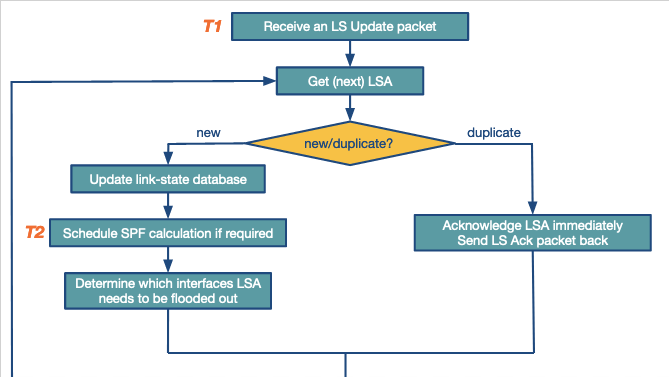 T1
Receive an LS Update packet
Get (next) LSA
new/duplicate?
new
duplicate
Update link-state database
T2
Schedule SPF calculation if required
Acknowledge LSA immediately
Send LS Ack packet back
Determine which interfaces LSA
needs to be flooded out